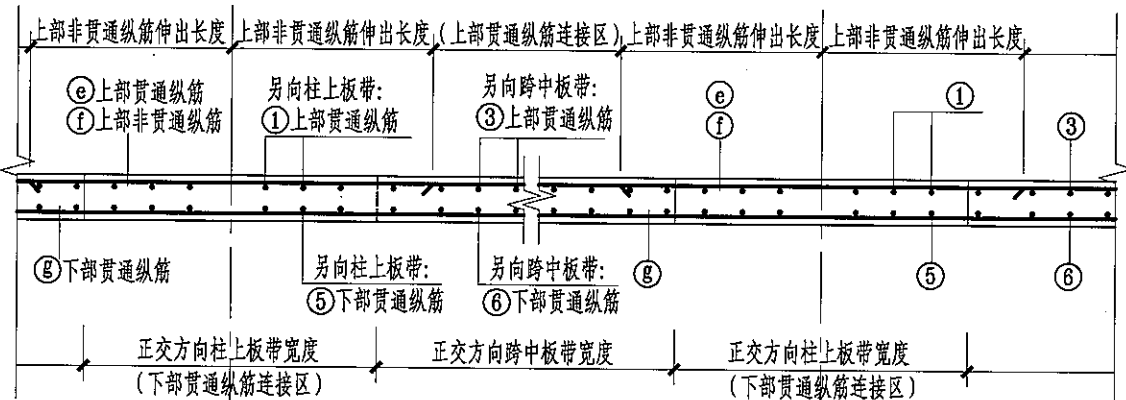 上部非贯通纵筋伸出长度 上部非贯通纵筋伸出长度 (上部贯通纵筋连接区) 上部非贯通纵筋伸出长度 上部非贯通纵筋伸出长度
ⓔ上部贯通纵筋
ⓕ上部非贯通纵筋
另向柱上板带:
①上部贯通纵筋
另向跨中板带:
③上部贯通纵筋
ⓔ
ⓕ
①
③
ⓖ下部贯通纵筋
另向柱上板带:
⑤下部贯通纵筋
另向跨中板带:
⑥下部贯通纵筋
ⓖ
⑤
⑥
正交方向柱上板带宽度
(下部贯通纵筋连接区)
正交方向跨中板带宽度
正交方向柱上板带宽度
(下部贯通纵筋连接区)